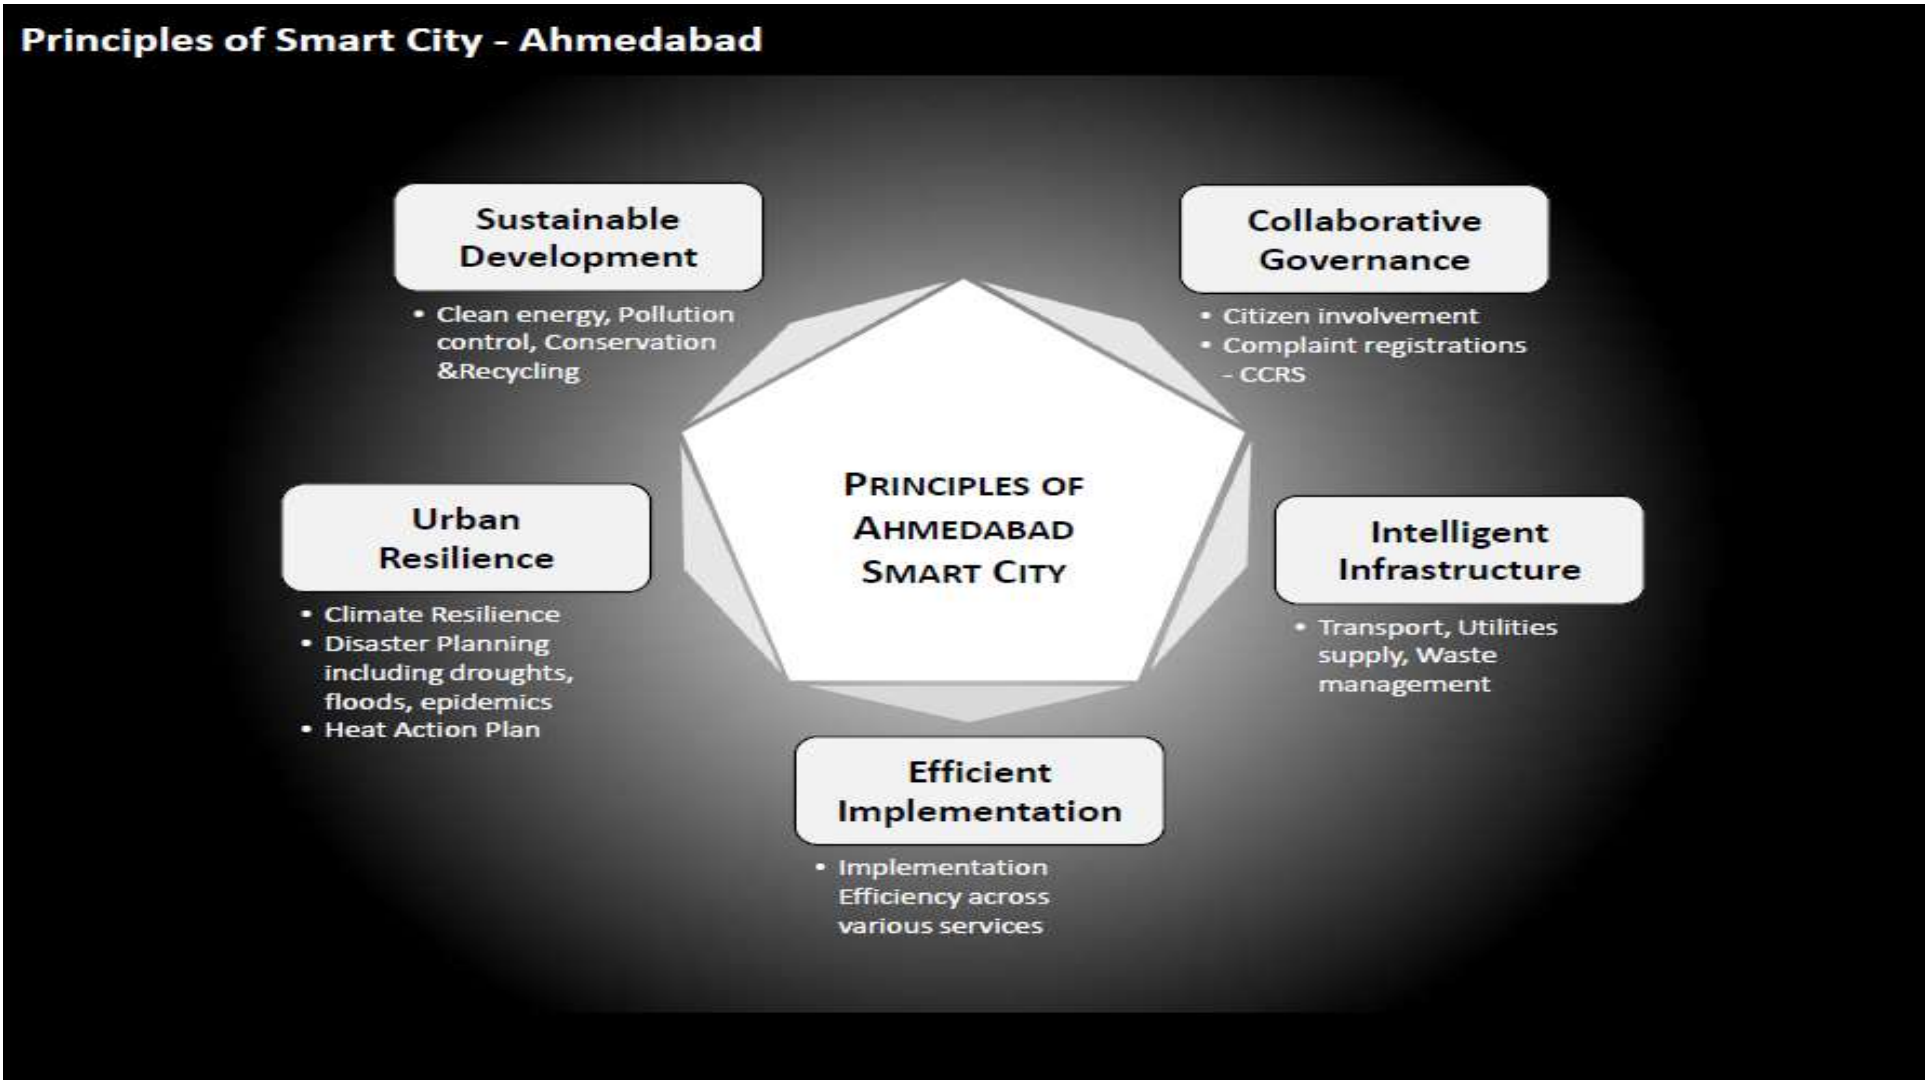 Principles of Smart City - Ahmedabad
Sustainable
Development
• Clean energy, Pollution
control, Conservation
&Recycling
Collaborative
Governance
• Citizen involvement
• Complaint registrations
- CCRS
Urban
Resilience
• Climate Resilience
• Disaster Planning
including droughts,
floods, epidemics
• Heat Action Plan
PRINCIPLES OF
AHMEDABAD
SMART CITY
Intelligent
Infrastructure
• Transport, Utilities
supply, Waste
management
Efficient
Implementation
• Implementation
Efficiency across
various services